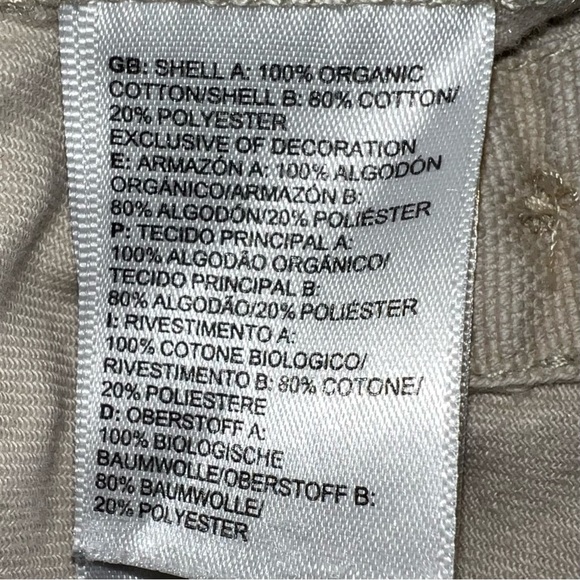 GB: SHELL A: 100% ORGANIC
COTTON/SHELL B: 80% COTTON/
20% POLYESTER
EXCLUSIVE OF DECORATION
E: ARMAZÓN A: 100% ALGODÓN
ORGÁNICO/ARMAZÓN B:
80% ALGODÓN/20% POLIÉSTER
P: TECIDO PRINCIPAL A:
100% ALGODÃO ORGÂNICO/
TECIDO PRINCIPAL B:
80% ALGODÃO/20% POLIÉSTER
I: RIVESTIMENTO A:
100% COTONE BIOLOGICO/
RIVESTIMENTO B: 80% COTONE/
20% POLIESTERE
D: OBERSTOFF A:
100% BIOLOGISCHE
BAUMWOLLE/OBERSTOFF B:
80% BAUMWOLLE/
20% POLYESTER